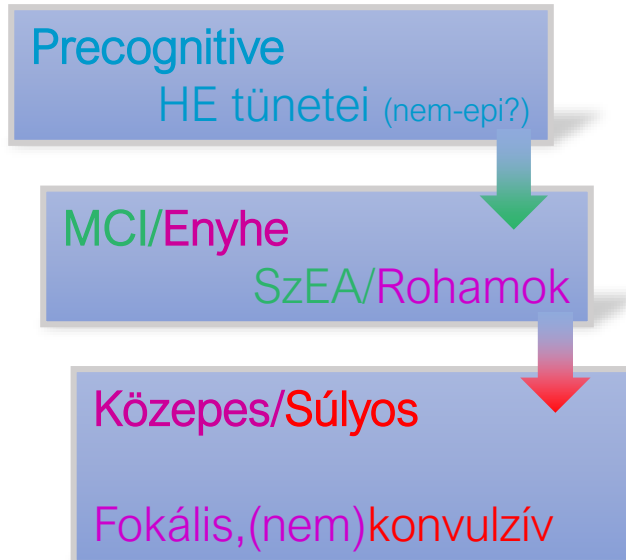 Precognitive
HE tünetei (nem-epi?)
MCI/Enyhe
SzEA/Rohamok
Közepes/Súlyos
Fokális,(nem)konvulzív